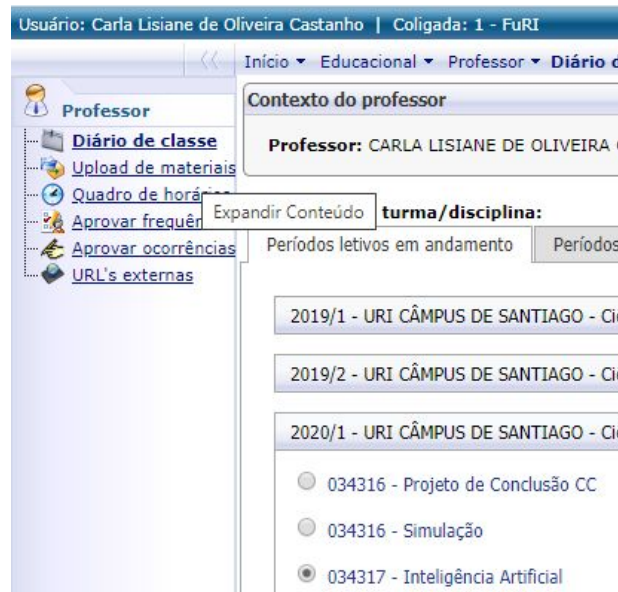 Usuário: Carla Lisiane de Oliveira Castanho | Coligada: 1 - FuRI
Início Educacional Professor Diário d
Professor
Diário de classe
Upload de materiais
Quadro de horários
Aprovar frequên
Aprovar ocorrências
URL's externas
Expandir Conteúdo
Contexto do professor
Professor: CARLA LISIANE DE OLIVEIRA
turma/disciplina:
Períodos letivos em andamento Períodos
2019/1 - URI CÂMPUS DE SANTIAGO - Ci
2019/2 - URI CÂMPUS DE SANTIAGO - Ci
2020/1 - URI CÂMPUS DE SANTIAGO - Ci
034316 - Projeto de Conclusão CC
034316 - Simulação
034317 - Inteligência Artificial